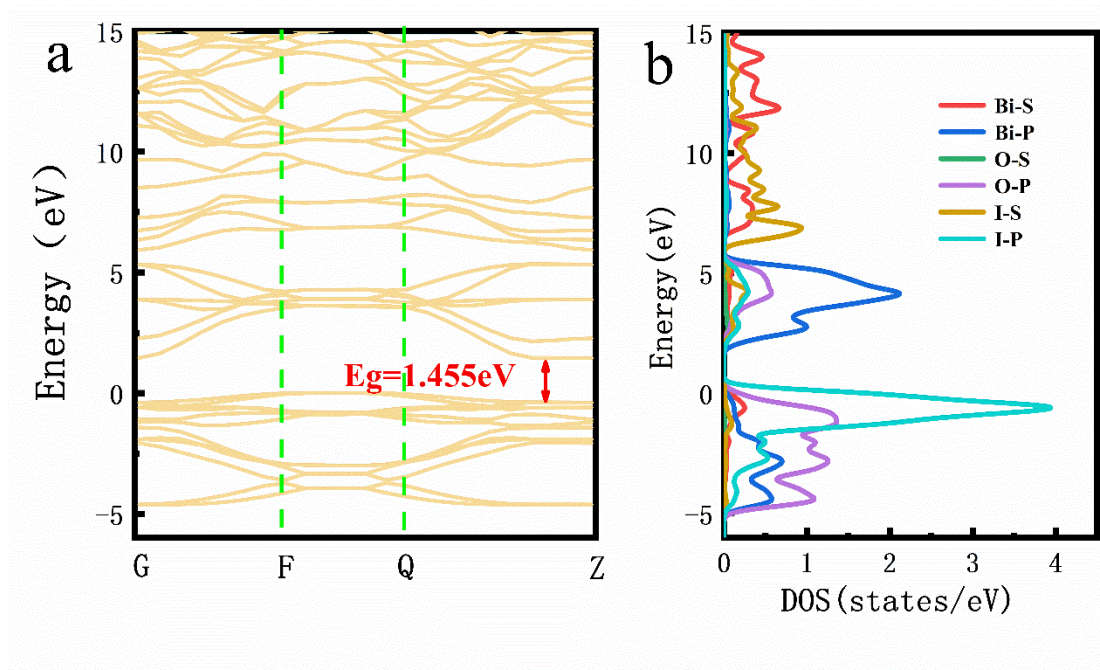 a
Energy (eV)
15
10
5
0
−5
Eg=1.455eV
G F Q Z
b
Energy(eV)
15
10
5
0
−5
Bi-S
Bi-P
O-S
O-P
I-S
I-P
0 1 2 3 4
DOS(states/eV)